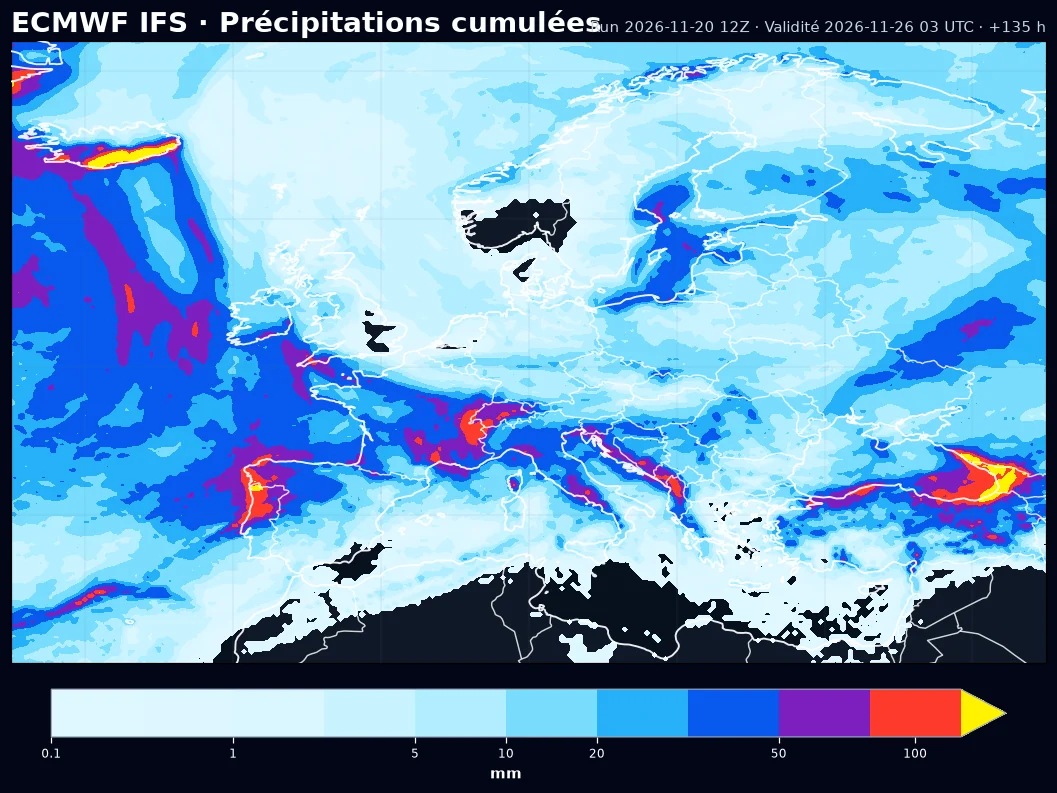 ECMWF IFS · Précipitations cumulées
Run 2026-11-20 12Z · Validité 2026-11-26 03 UTC · +135 h
0.1 1 5 10 20 50 100
mm